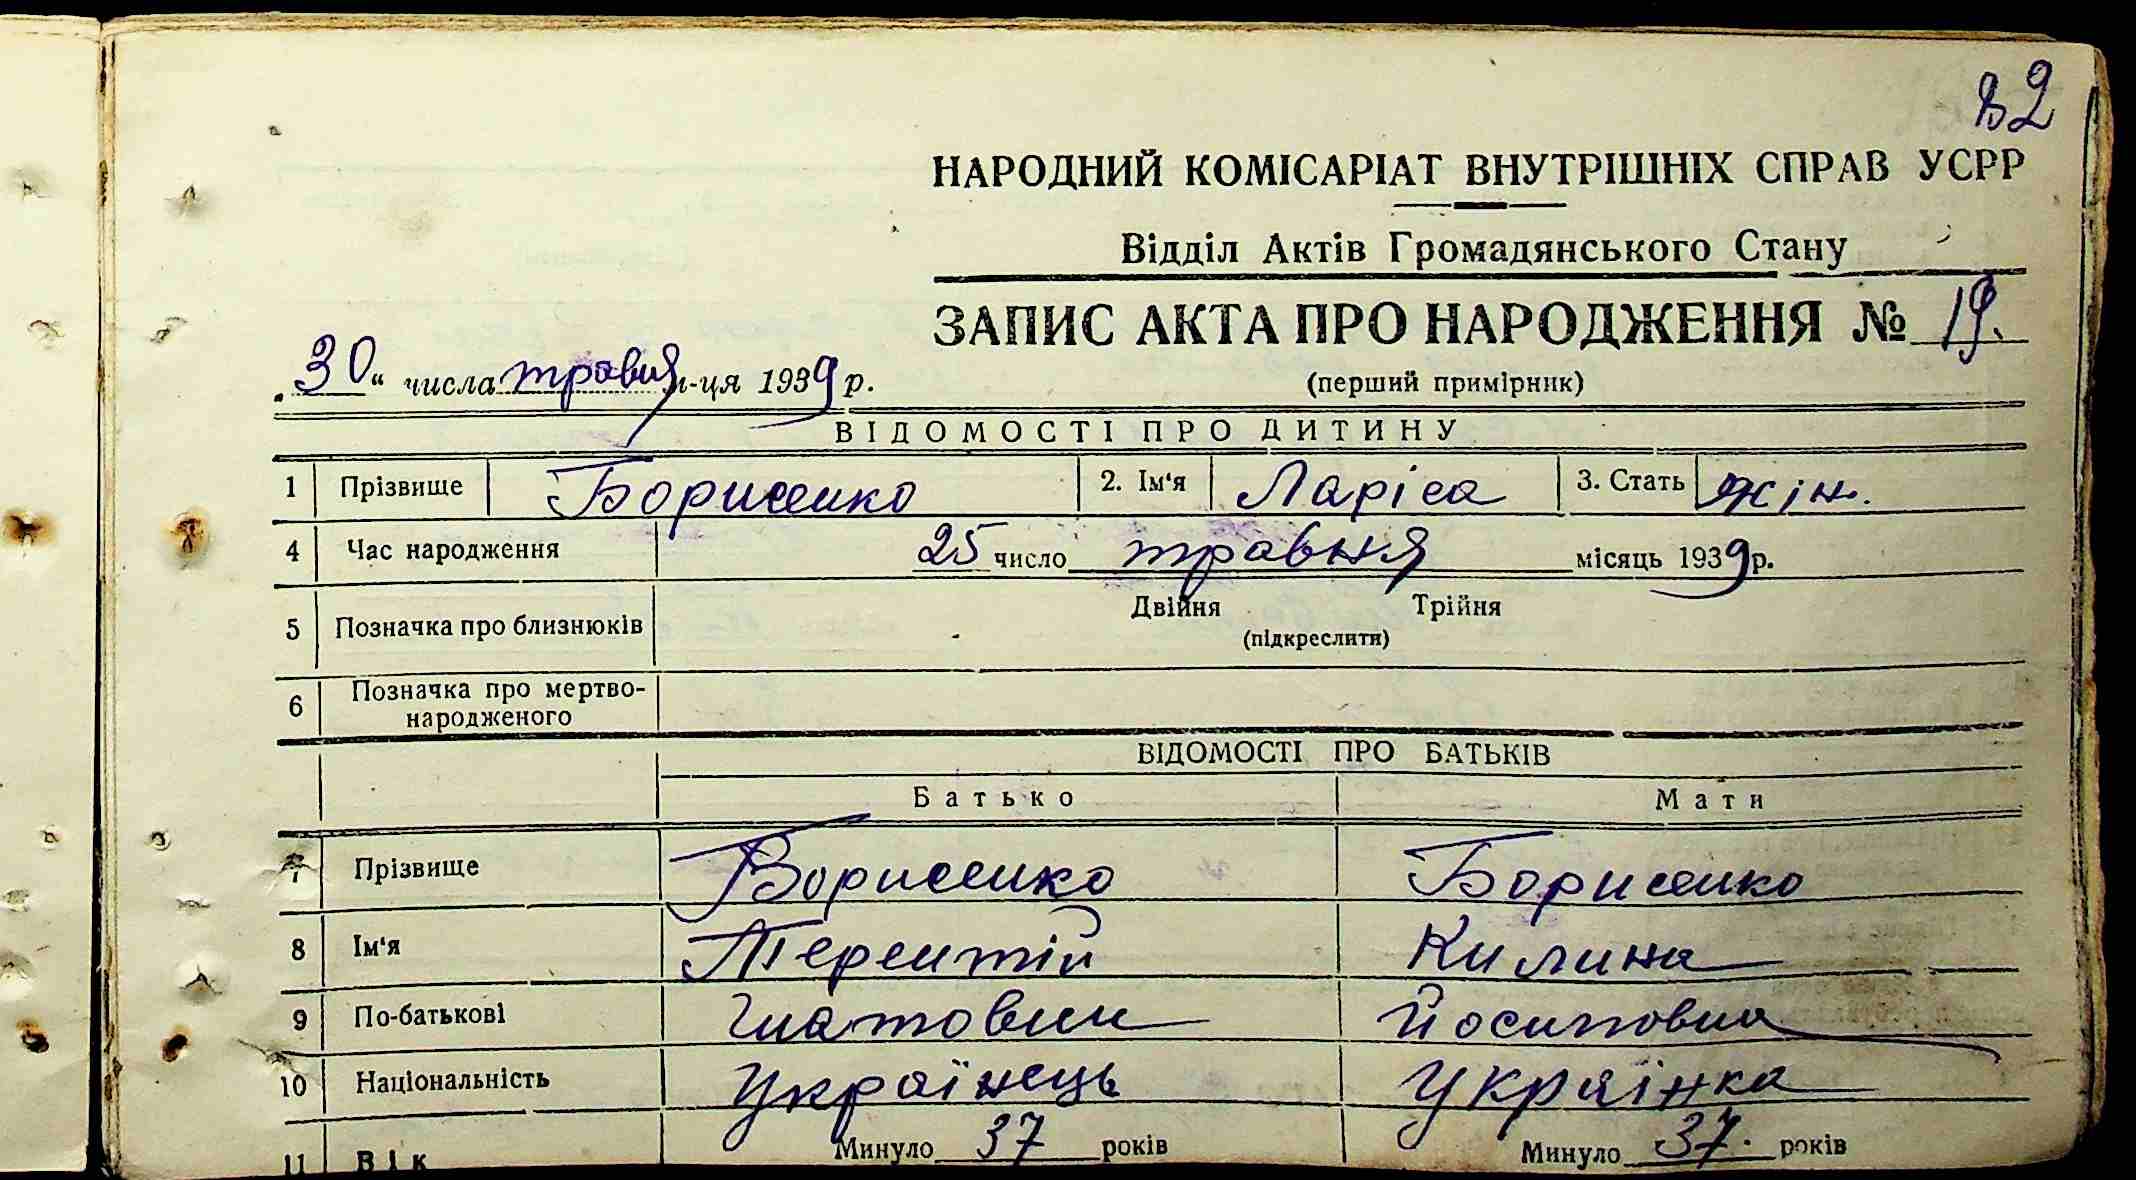 82
НАРОДНИЙ КОМІСАРІАТ ВНУТРІШНІХ СПРАВ УСРР
Відділ Актів Громадянського Стану
ЗАПИС АКТА ПРО НАРОДЖЕННЯ № 19.
„30“ числа травня м-ця 1939 р.
(перший примірник)
ВІДОМОСТІ ПРО ДИТИНУ
1 Прізвище Борисенко 2. Ім'я Ларіса 3. Стать жін.
4 Час народження 25 число травня місяць 1939 р.
5 Позначка про близнюків Двійня Трійня
(підкреслити)
6 Позначка про мертво-
народженого
ВІДОМОСТІ ПРО БАТЬКІВ
Батько Мати
7 Прізвище Борисенко Борисенко
8 Ім'я Терентій Килина
9 По-батькові Гнатович Йосиповна
10 Національність Українець Українка
11 Вік Минуло 37 років Минуло 37. років